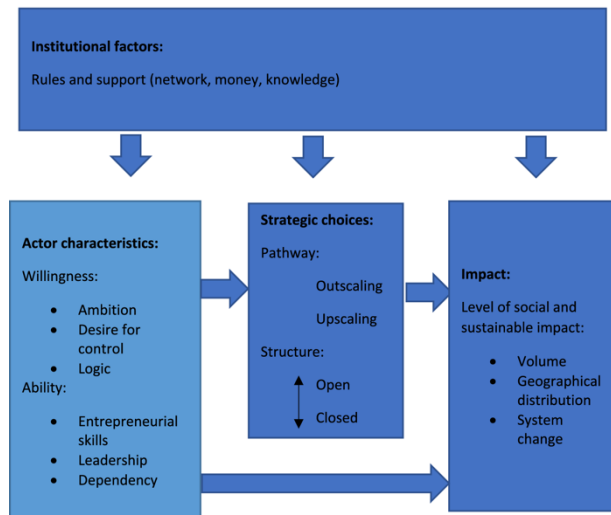 Institutional factors:
Rules and support (network, money, knowledge)
Actor characteristics:
Willingness:
• Ambition
• Desire for
control
• Logic
Ability:
• Entrepreneurial
skills
• Leadership
• Dependency
Strategic choices:
Pathway:
Outscaling
Upscaling
Structure:
Open
Closed
Impact:
Level of social and
sustainable impact:
• Volume
• Geographical
distribution
• System
change